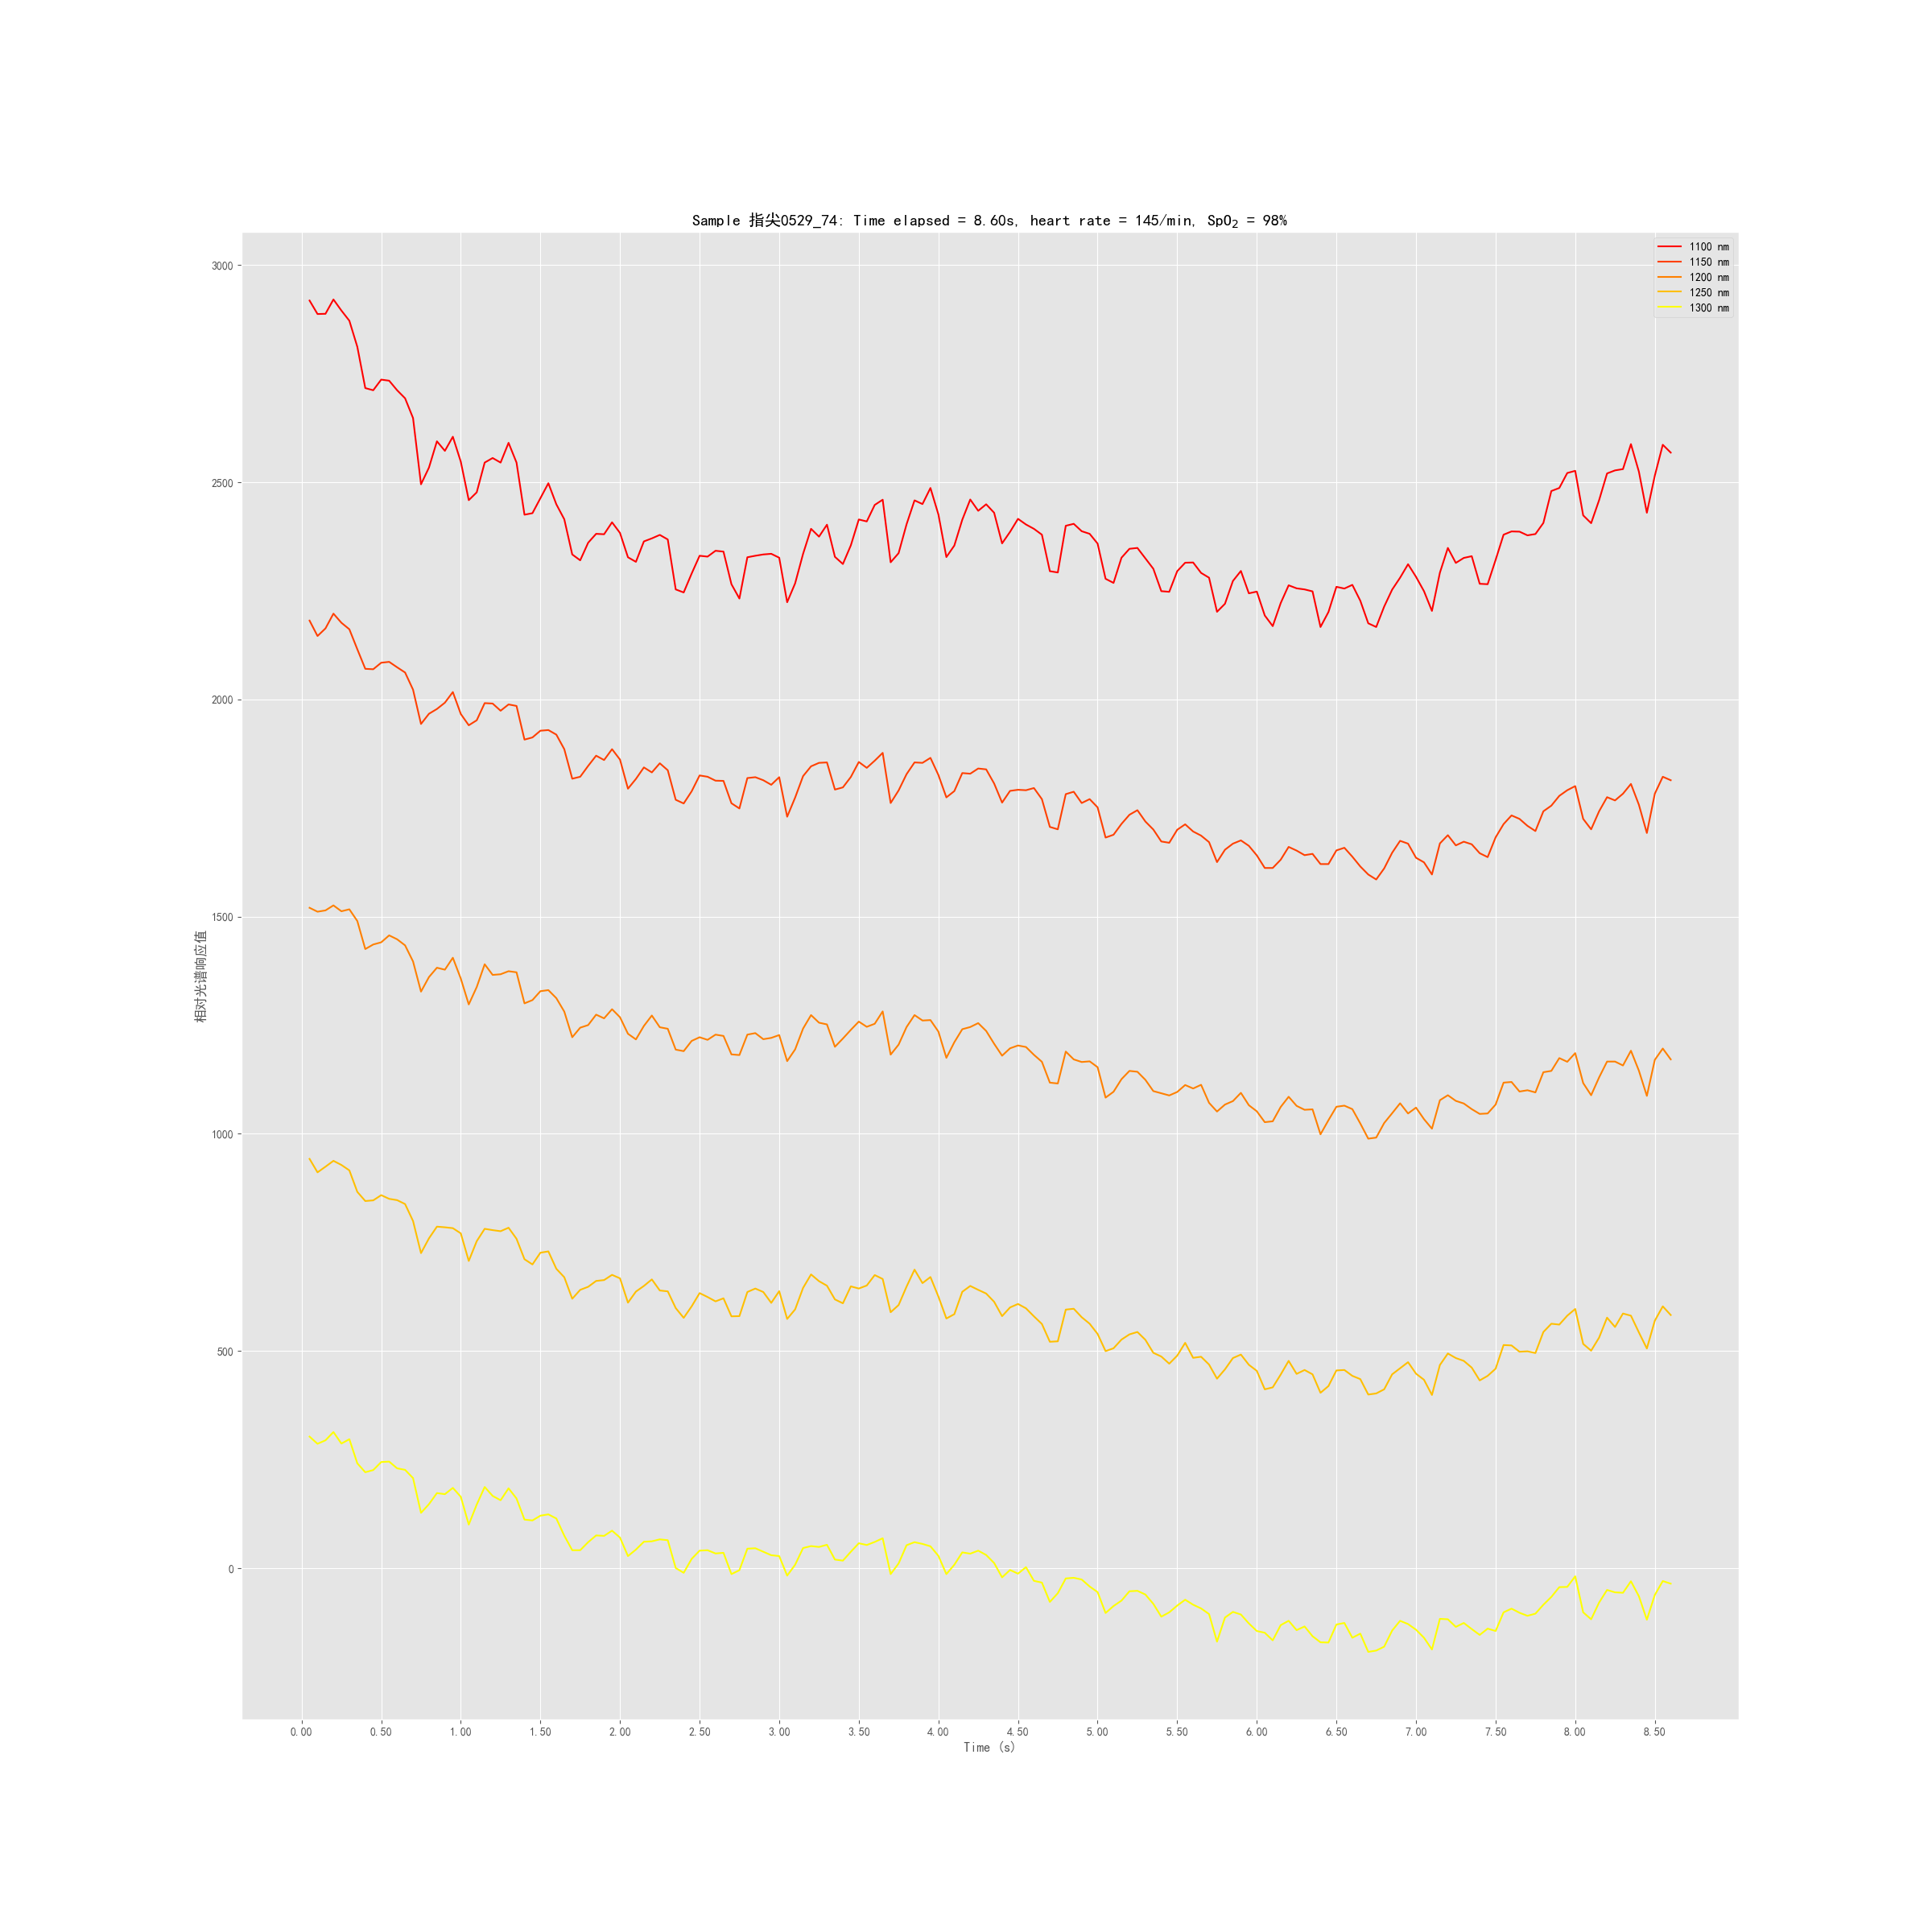 Sample 指尖0529_74: Time elapsed = 8.60s, heart rate = 145/min, SpO₂ = 98%
1100 nm
1150 nm
1200 nm
1250 nm
1300 nm
3000
2500
2000
1500
1000
500
0
相对光谱响应值
0.00 0.50 1.00 1.50 2.00 2.50 3.00 3.50 4.00 4.50 5.00 5.50 6.00 6.50 7.00 7.50 8.00 8.50
Time (s)